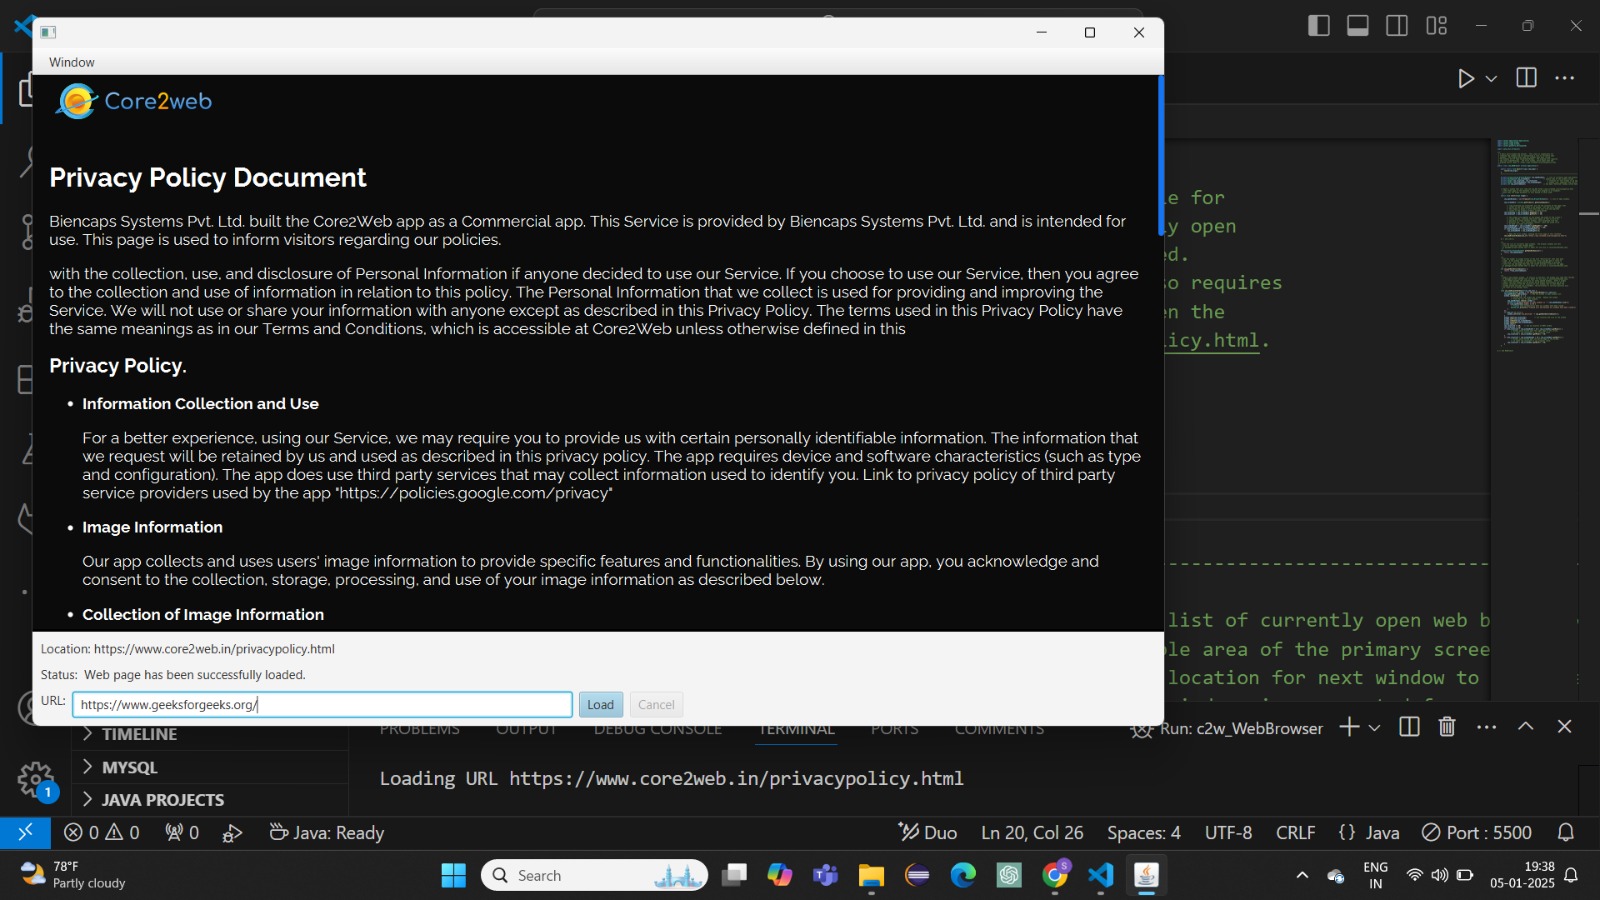 Window
Core2web
Privacy Policy Document
Biencaps Systems Pvt. Ltd. built the Core2Web app as a Commercial app. This Service is provided by Biencaps Systems Pvt. Ltd. and is intended for
use. This page is used to inform visitors regarding our policies.
with the collection, use, and disclosure of Personal Information if anyone decided to use our Service. If you choose to use our Service, then you agree
to the collection and use of information in relation to this policy. The Personal Information that we collect is used for providing and improving the
Service. We will not use or share your information with anyone except as described in this Privacy Policy. The terms used in this Privacy Policy have
the same meanings as in our Terms and Conditions, which is accessible at Core2Web unless otherwise defined in this
Privacy Policy.
• Information Collection and Use
For a better experience, using our Service, we may require you to provide us with certain personally identifiable information. The information that
we request will be retained by us and used as described in this privacy policy. The app requires device and software characteristics (such as type
and configuration). The app does use third party services that may collect information used to identify you. Link to privacy policy of third party
service providers used by the app "https://policies.google.com/privacy"
• Image Information
Our app collects and uses users' image information to provide specific features and functionalities. By using our app, you acknowledge and
consent to the collection, storage, processing, and use of your image information as described below.
• Collection of Image Information
Location: https://www.core2web.in/privacypolicy.html
Status: Web page has been successfully loaded.
URL: https://www.geeksforgeeks.org/ Load Cancel
e for
y open
ed.
so requires
en the
icy.html.
list of currently open web b
le area of the primary scree
location for next window to
PROBLEMS OUTPUT DEBUG CONSOLE TERMINAL PORTS COMMENTS Run: c2w_WebBrowser
TIMELINE
MYSQL
JAVA PROJECTS
Loading URL https://www.core2web.in/privacypolicy.html
1
0 0 0 Java: Ready Duo Ln 20, Col 26 Spaces: 4 UTF-8 CRLF {} Java Port : 5500
78°F
Partly cloudy
Search
S
ENG
IN
19:38
05-01-2025